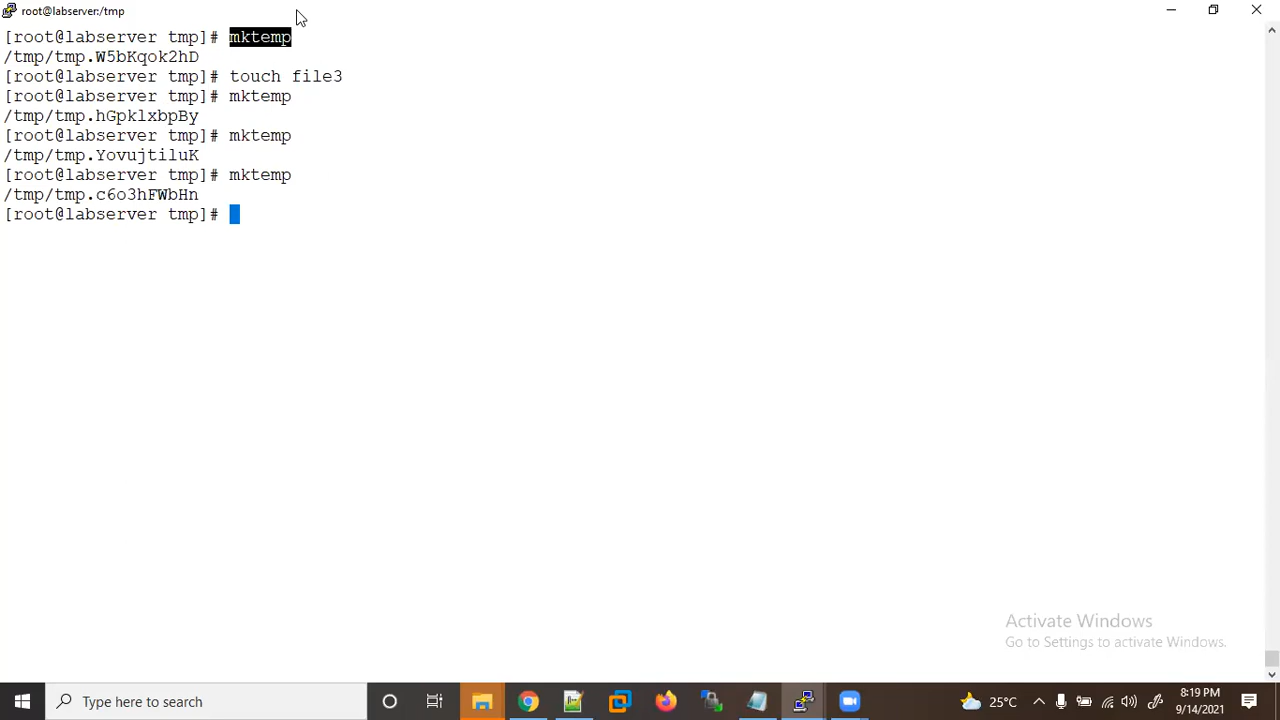 root@labserver:/tmp
[root@labserver tmp]# mktemp
/tmp/tmp.W5bKqok2hD
[root@labserver tmp]# touch file3
[root@labserver tmp]# mktemp
/tmp/tmp.hGpklxbpBy
[root@labserver tmp]# mktemp
/tmp/tmp.YovujtiluK
[root@labserver tmp]# mktemp
/tmp/tmp.c6o3hFWbHn
[root@labserver tmp]#
Activate Windows
Go to Settings to activate Windows.
Type here to search
25°C
8:19 PM
9/14/2021